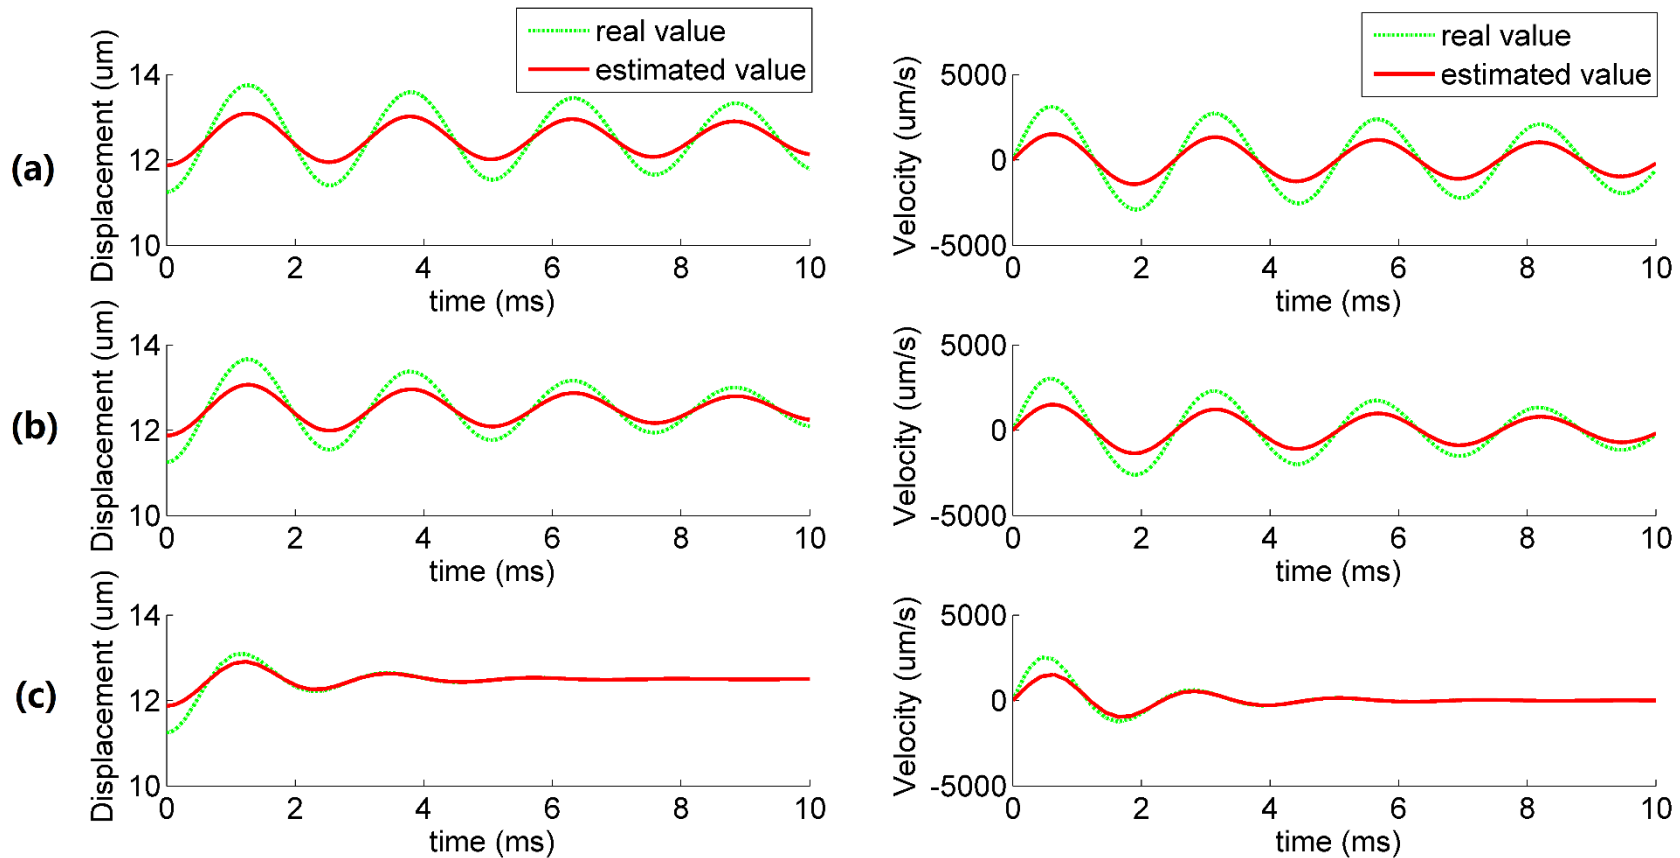 real value
estimated value
real value
estimated value
(a)
Displacement (um)
14
12
10
0 2 4 6 8 10
time (ms)
Velocity (um/s)
5000
0
-5000
0 2 4 6 8 10
time (ms)
(b)
Displacement (um)
14
12
10
0 2 4 6 8 10
time (ms)
Velocity (um/s)
5000
0
-5000
0 2 4 6 8 10
time (ms)
(c)
Displacement (um)
14
12
10
0 2 4 6 8 10
time (ms)
Velocity (um/s)
5000
0
-5000
0 2 4 6 8 10
time (ms)